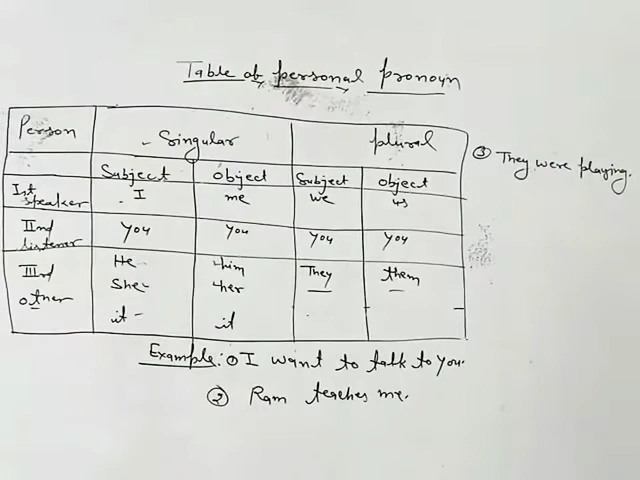 Table of personal pronoun
Person Singular plural
Subject object Subject object
Ist speaker I me we us
IInd listener you you you you
IIIrd other He him They them
She her
it it
Example: ① I want to talk to you.
② Ram teaches me.
③ They were playing.